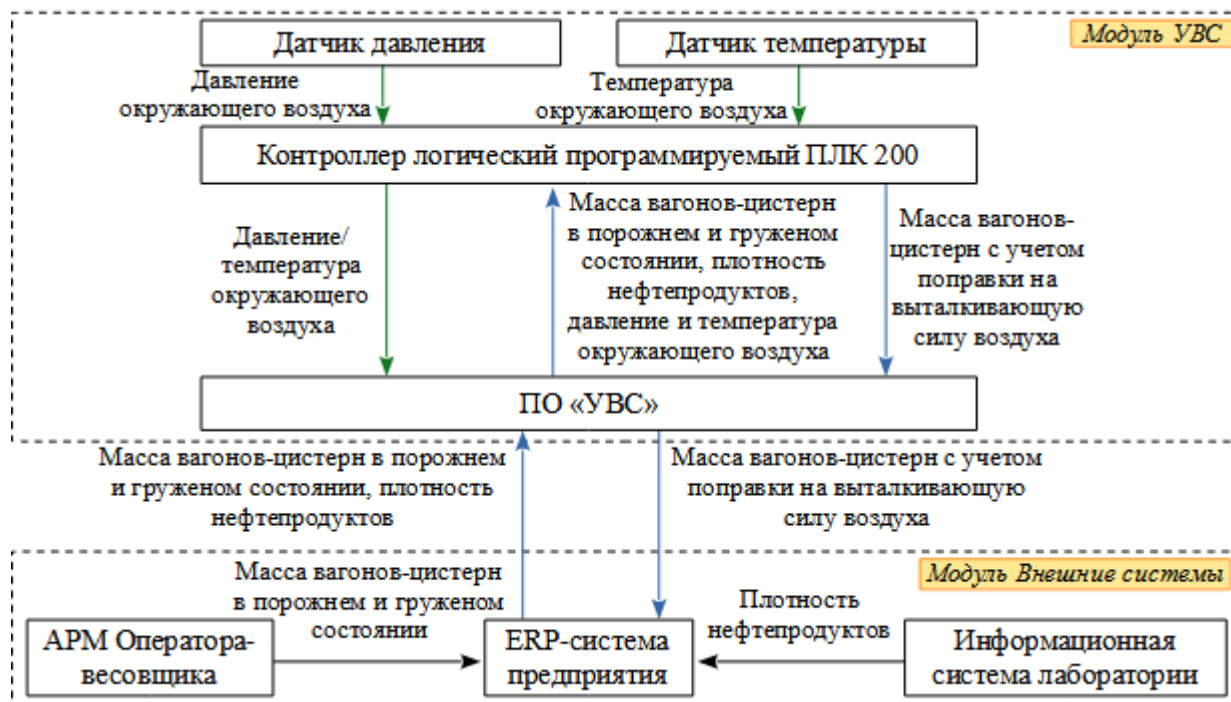 Модуль УВС
Датчик давления
Датчик температуры
Давление
окружающего воздуха
Температура
окружающего воздуха
Контроллер логический программируемый ПЛК 200
Давление/
температура
окружающего
воздуха
Масса вагонов-цистерн
в порожнем и груженом
состоянии, плотность
нефтепродуктов,
давление и температура
окружающего воздуха
Масса вагонов-
цистерн с учетом
поправки на
выталкивающую
силу воздуха
ПО «УВС»
Масса вагонов-цистерн в порожнем
и груженом состоянии, плотность
нефтепродуктов
Масса вагонов-цистерн с учетом
поправки на выталкивающую
силу воздуха
Модуль Внешние системы
Масса вагонов-цистерн
в порожнем и груженом
состоянии
Плотность
нефтепродуктов
АРМ Оператора-
весовщика
ERP-система
предприятия
Информационная
система лаборатории